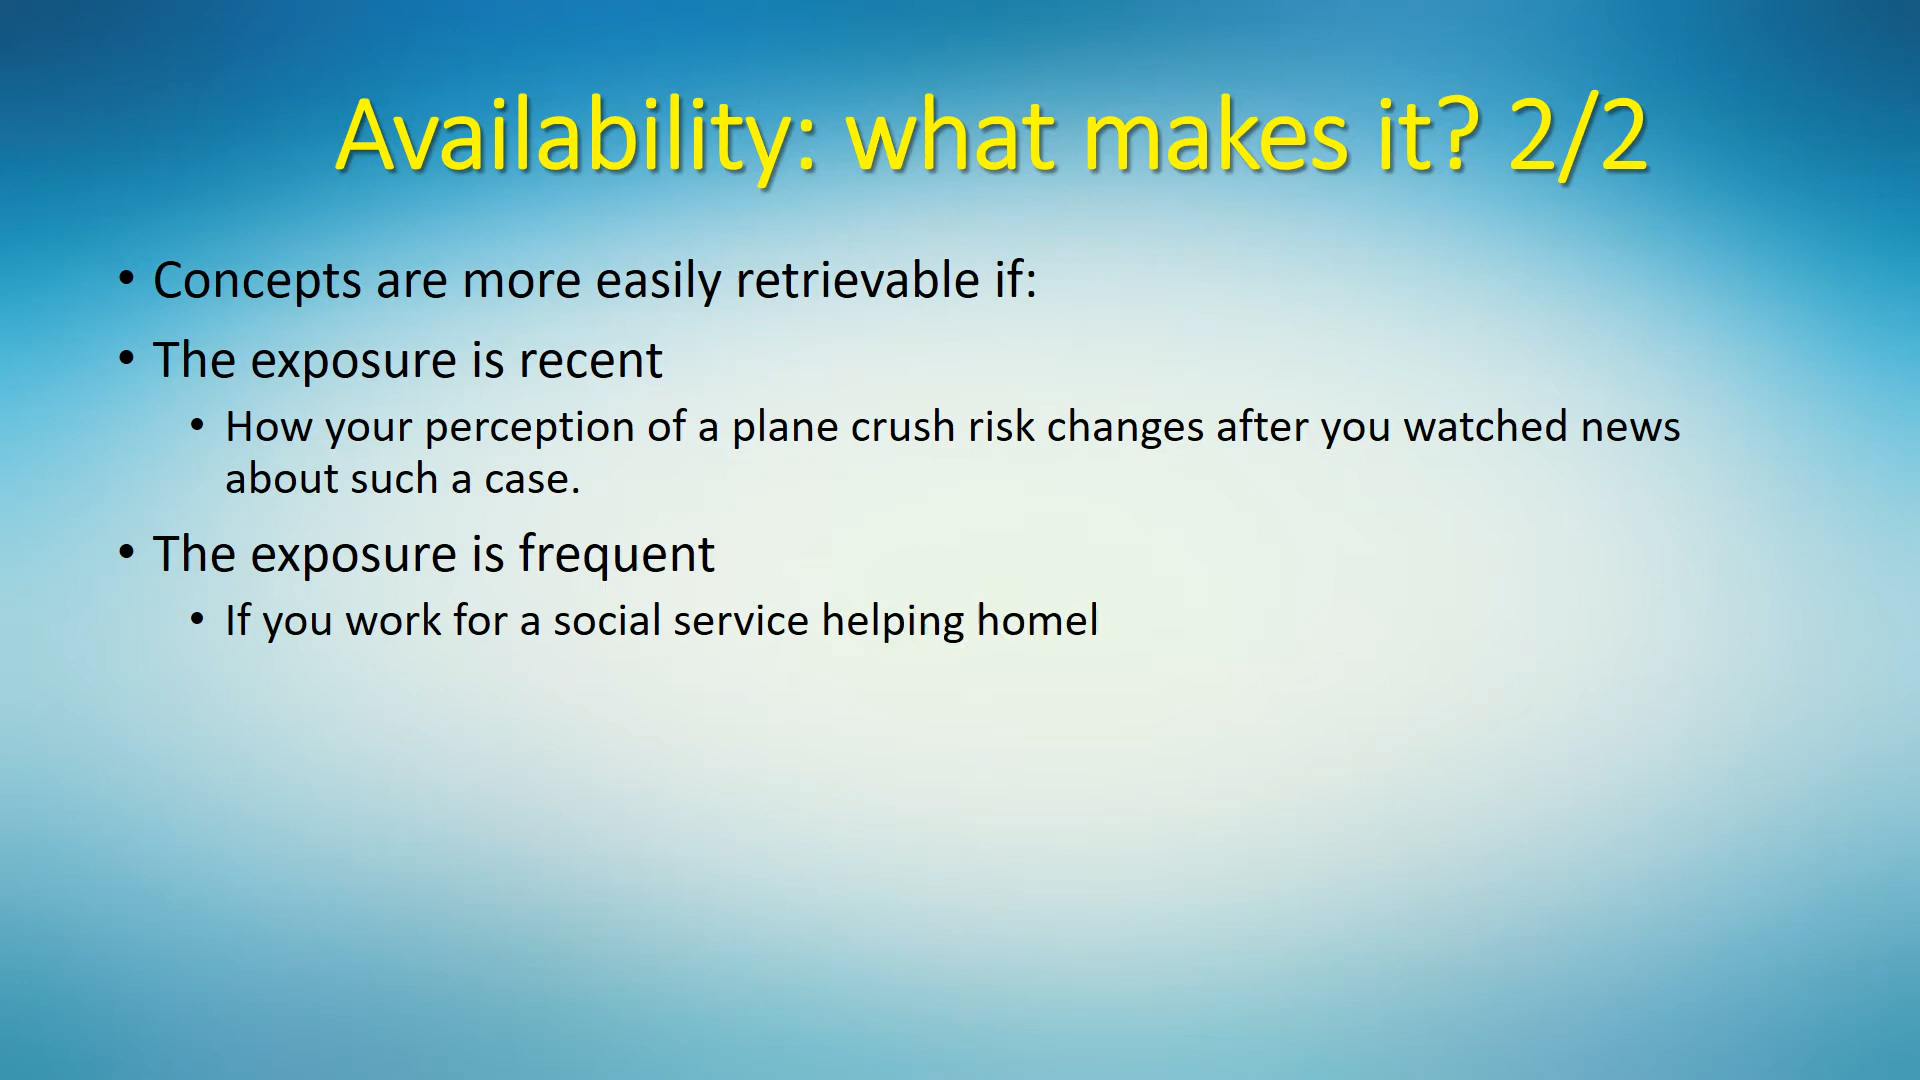 Availability: what makes it? 2/2
• Concepts are more easily retrievable if:
• The exposure is recent
• How your perception of a plane crush risk changes after you watched news
about such a case.
• The exposure is frequent
• If you work for a social service helping homel